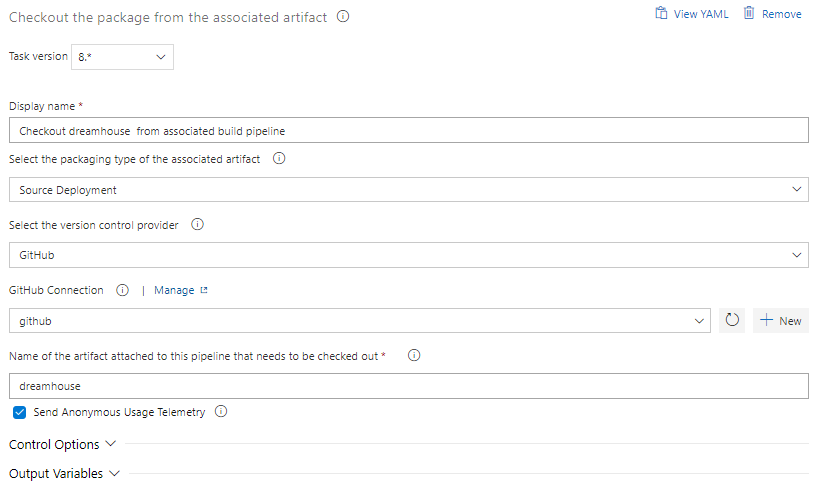 Checkout the package from the associated artifact
View YAML Remove
Task version 8.*
Display name *
Checkout dreamhouse from associated build pipeline
Select the packaging type of the associated artifact
Source Deployment
Select the version control provider
GitHub
GitHub Connection | Manage
github New
Name of the artifact attached to this pipeline that needs to be checked out *
dreamhouse
Send Anonymous Usage Telemetry
Control Options
Output Variables